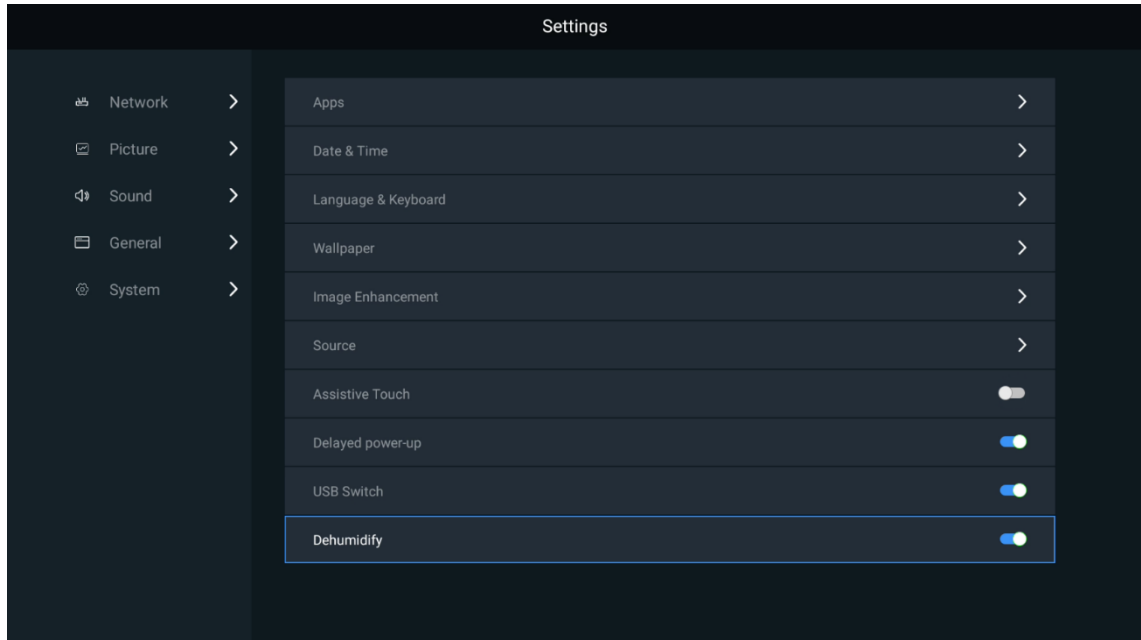 Settings
Network
Picture
Sound
General
System
Apps
Date & Time
Language & Keyboard
Wallpaper
Image Enhancement
Source
Assistive Touch
Delayed power-up
USB Switch
Dehumidify